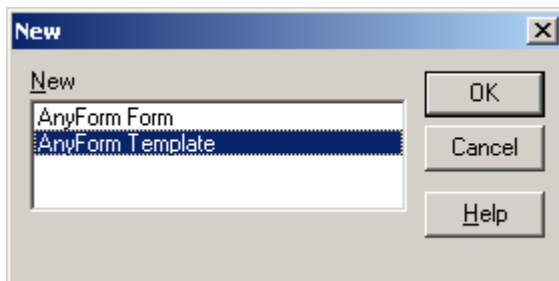 New
New
AnyForm Form
AnyForm Template
OK
Cancel
Help